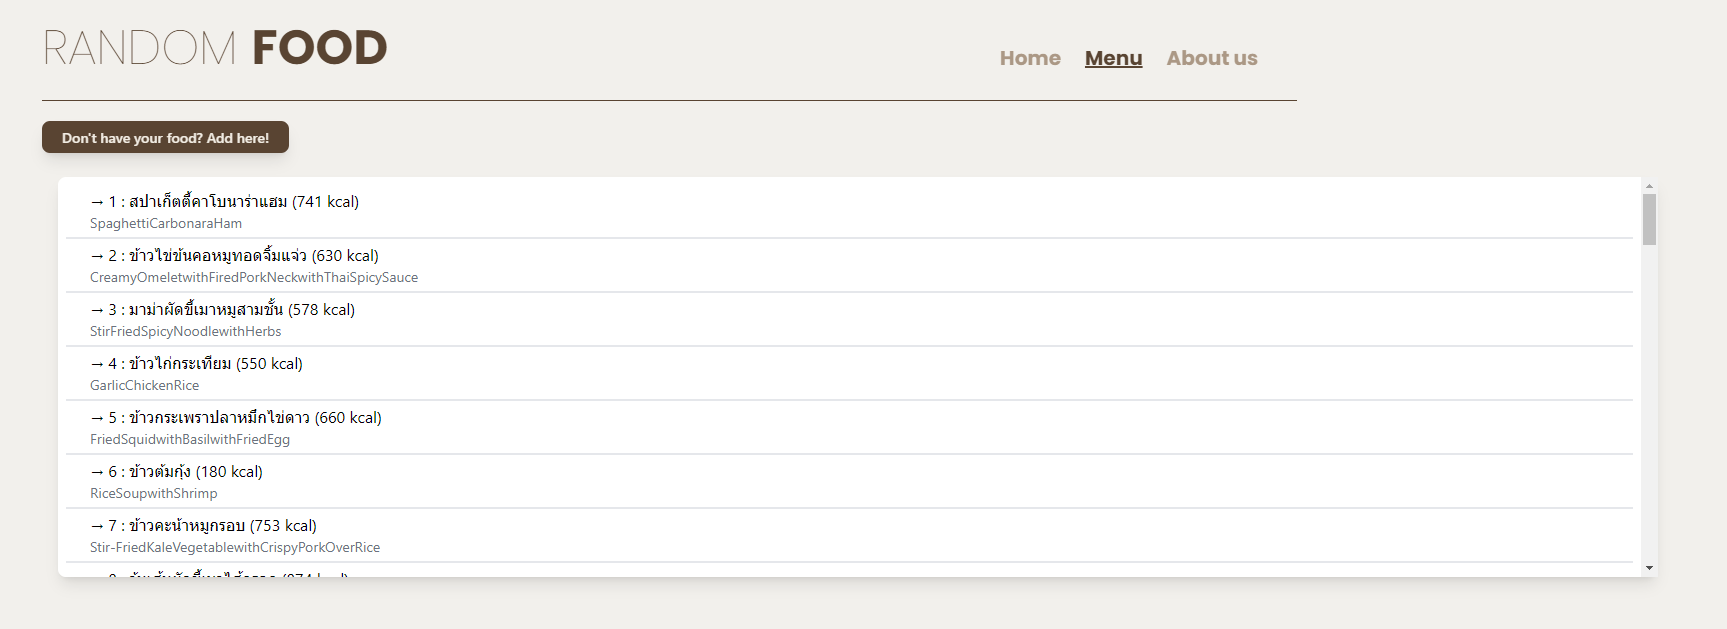 RANDOM FOOD
Home Menu About us
Don't have your food? Add here!
→ 1 : สปาเก็ตตี้คาโบนาร่าแฮม (741 kcal)
SpaghettiCarbonaraHam
→ 2 : ข้าวไข่ข้นคอหมูทอดจิ้มแจ่ว (630 kcal)
CreamyOmeletwithFiredPorkNeckwithThaiSpicySauce
→ 3 : มาม่าผัดขี้เมาหมูสามชั้น (578 kcal)
StirFriedSpicyNoodlewithHerbs
→ 4 : ข้าวไก่กระเทียม (550 kcal)
GarlicChickenRice
→ 5 : ข้าวกระเพราปลาหมึกไข่ดาว (660 kcal)
FriedSquidwithBasilwithFriedEgg
→ 6 : ข้าวต้มกุ้ง (180 kcal)
RiceSoupwithShrimp
→ 7 : ข้าวคะน้าหมูกรอบ (753 kcal)
Stir-FriedKaleVegetablewithCrispyPorkOverRice